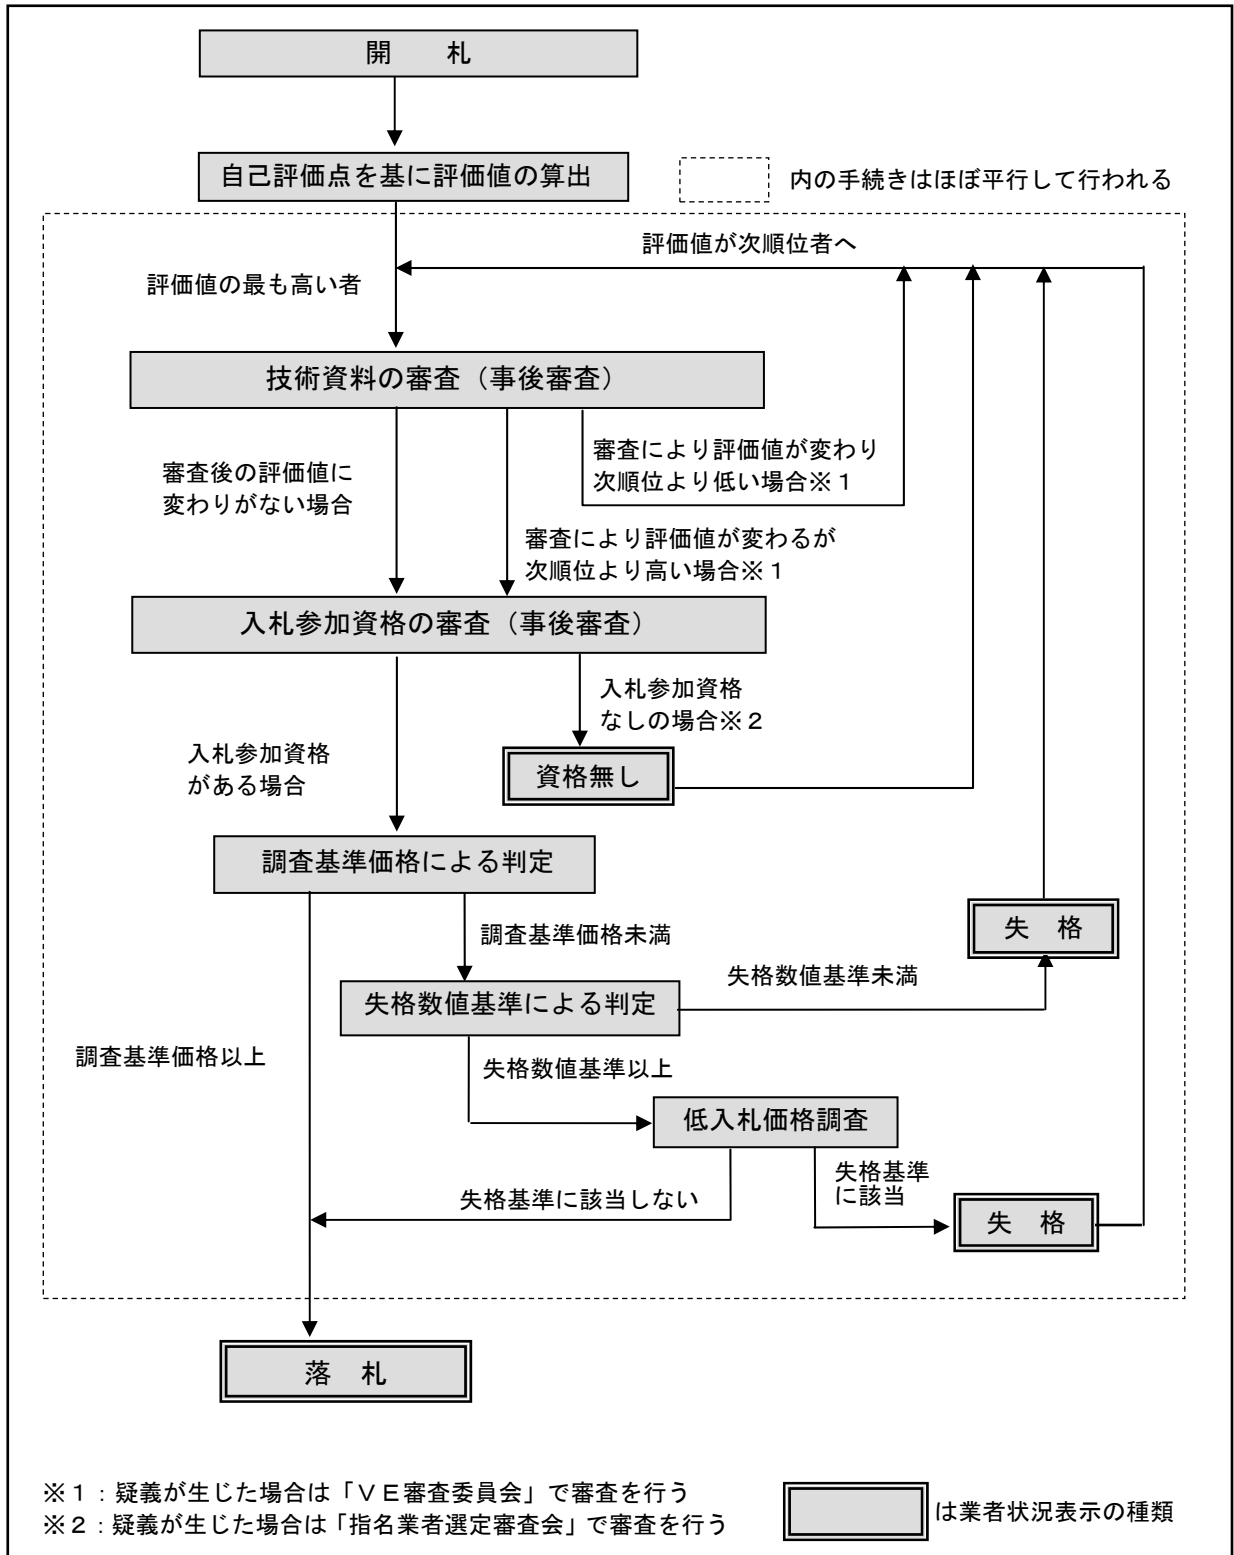 開　札
自己評価点を基に評価値の算出
内の手続きはほぼ平行して行われる
評価値が次順位者へ
評価値の最も高い者
技術資料の審査（事後審査）
審査により評価値が変わり
次順位より低い場合※１
審査後の評価値に
変わりがない場合
審査により評価値が変わるが
次順位より高い場合※１
入札参加資格の審査（事後審査）
入札参加資格
なしの場合※２
入札参加資格
がある場合
資格無し
調査基準価格による判定
調査基準価格未満
失　格
失格数値基準未満
失格数値基準による判定
調査基準価格以上
失格数値基準以上
低入札価格調査
失格基準
に該当
失格基準に該当しない
失　格
落　札
※１：疑義が生じた場合は「ＶＥ審査委員会」で審査を行う
※２：疑義が生じた場合は「指名業者選定審査会」で審査を行う
は業者状況表示の種類